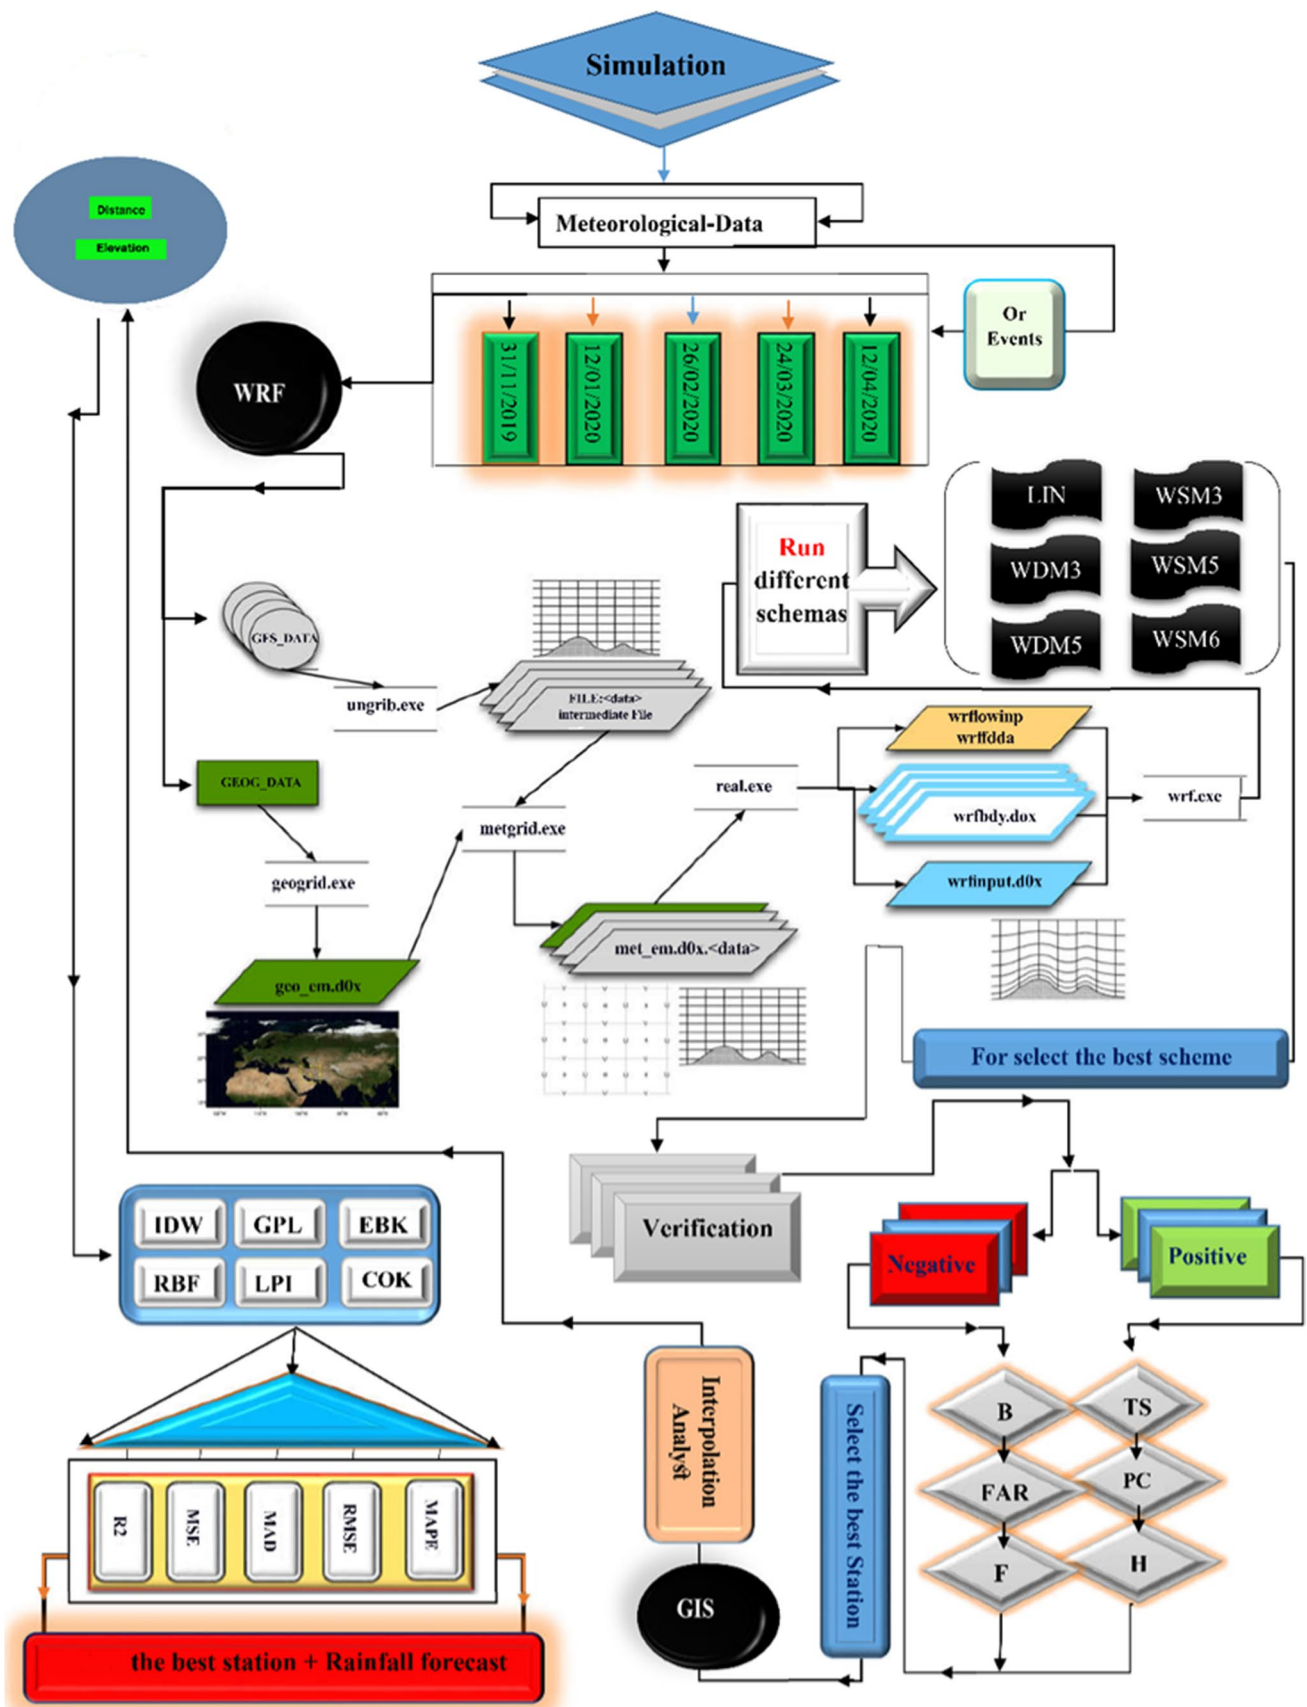 Simulation
Distance
Elevation
Meteorological-Data
Or
Events
WRF
31/11/2019
12/01/2020
26/02/2020
24/03/2020
12/04/2020
LIN
WSM3
WDM3
WSM5
WDM5
WSM6
Run
different
schemas
GFS_DATA
ungrib.exe
FILE:<data>
intermediate File
wrflowinp
wrffdda
GEOG_DATA
real.exe
wrfbdy.dox
wrf.exe
metgrid.exe
geogrid.exe
wrfinput.d0x
met_em.d0x.<data>
geo_em.d0x
For select the best scheme
Verification
Negative
Positive
IDW
GPL
EBK
RBF
LPI
COK
Interpolation
Analyst
Select the best Station
B
TS
FAR
PC
F
H
R2
MSE
MAD
RMSE
MAPE
GIS
the best station + Rainfall forecast